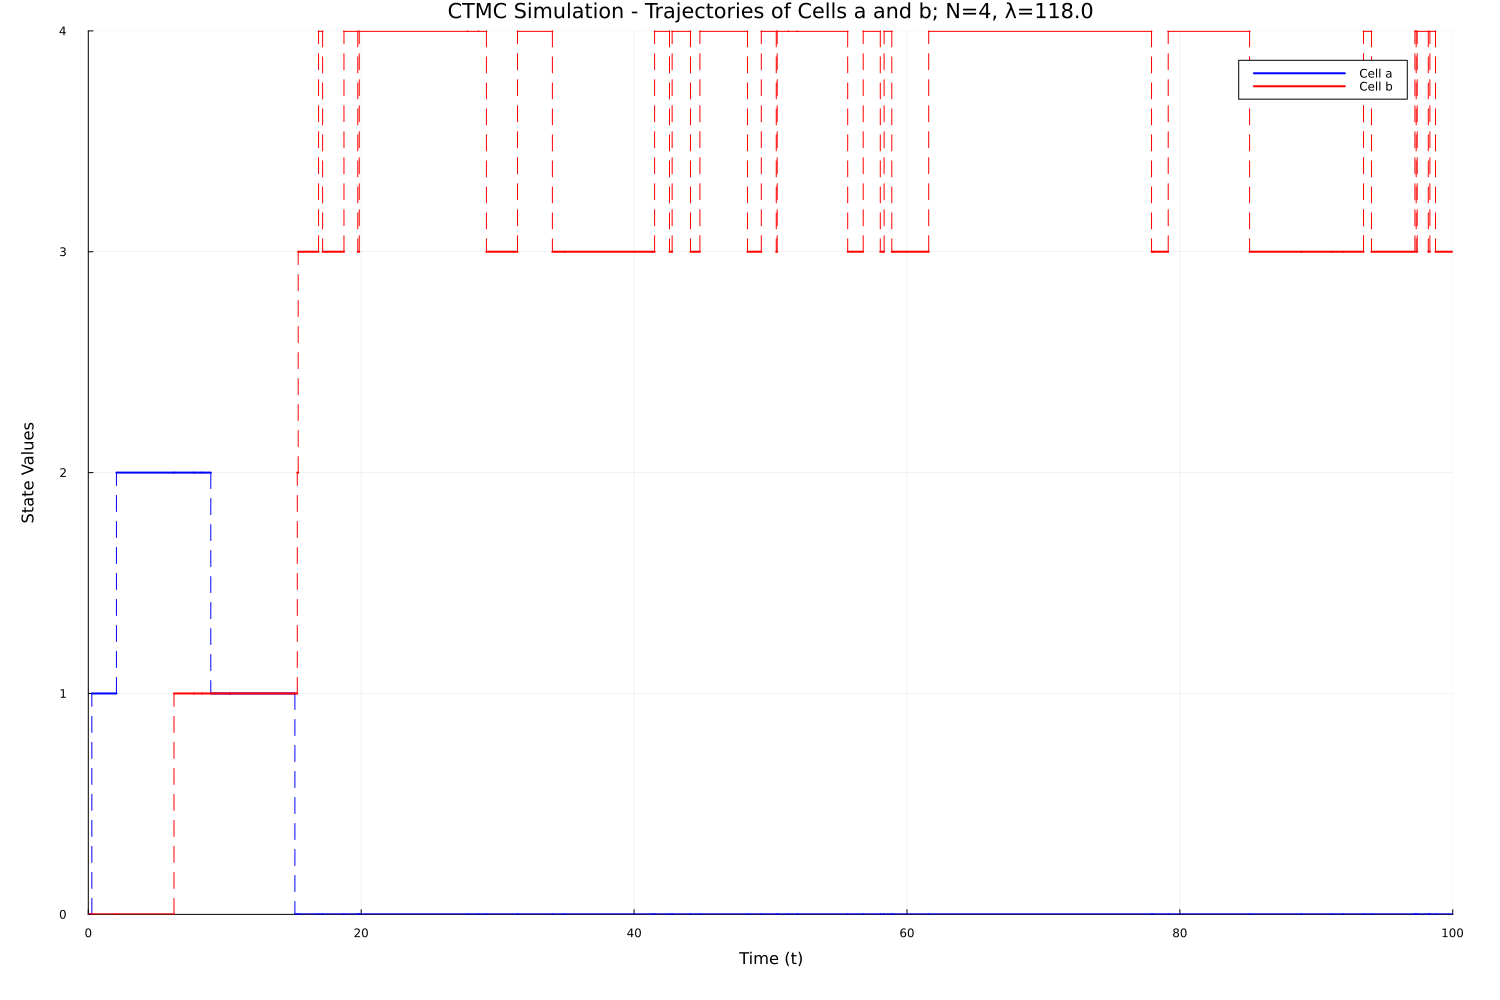 CTMC Simulation - Trajectories of Cells a and b; N=4, λ=118.0
4
Cell a
Cell b
3
State Values
2
1
0
0 20 40 60 80 100
Time (t)